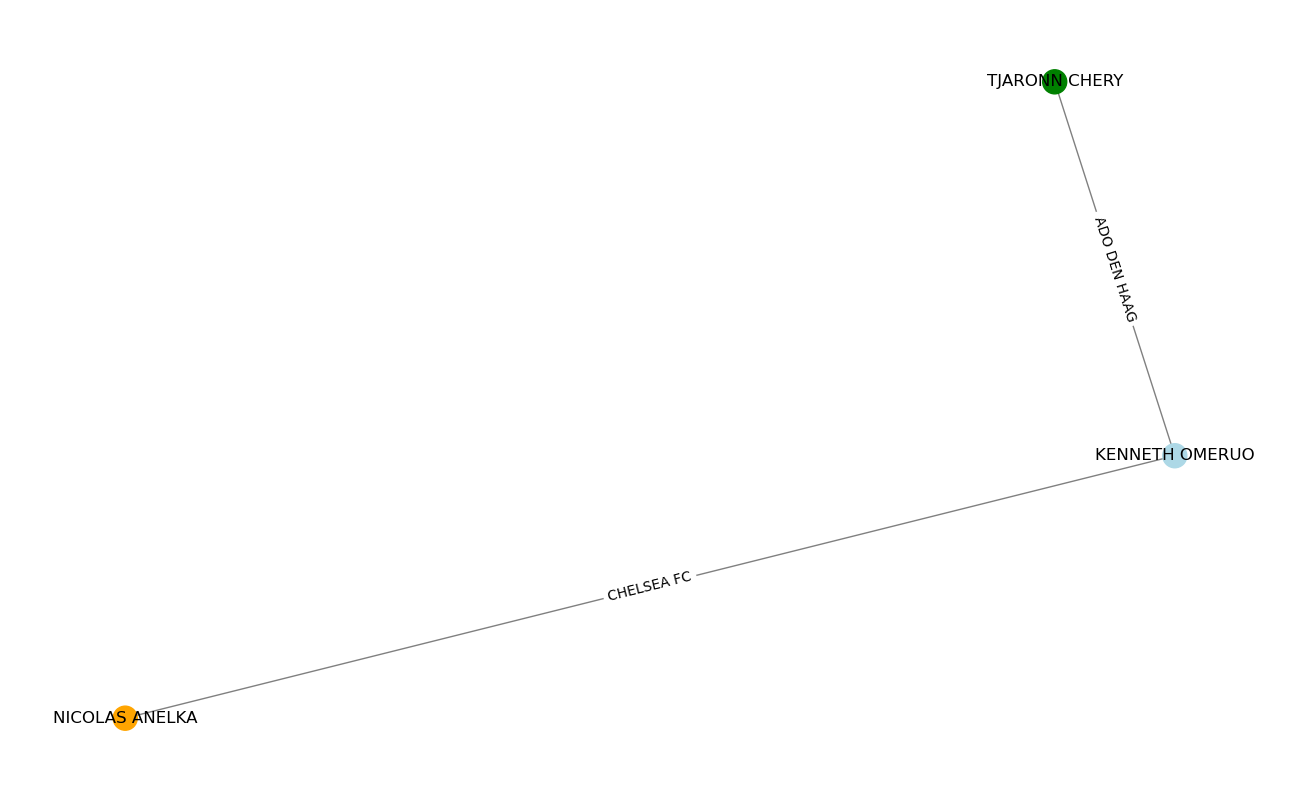 TJARONN CHERY
ADO DEN HAAG
KENNETH OMERUO
CHELSEA FC
NICOLAS ANELKA